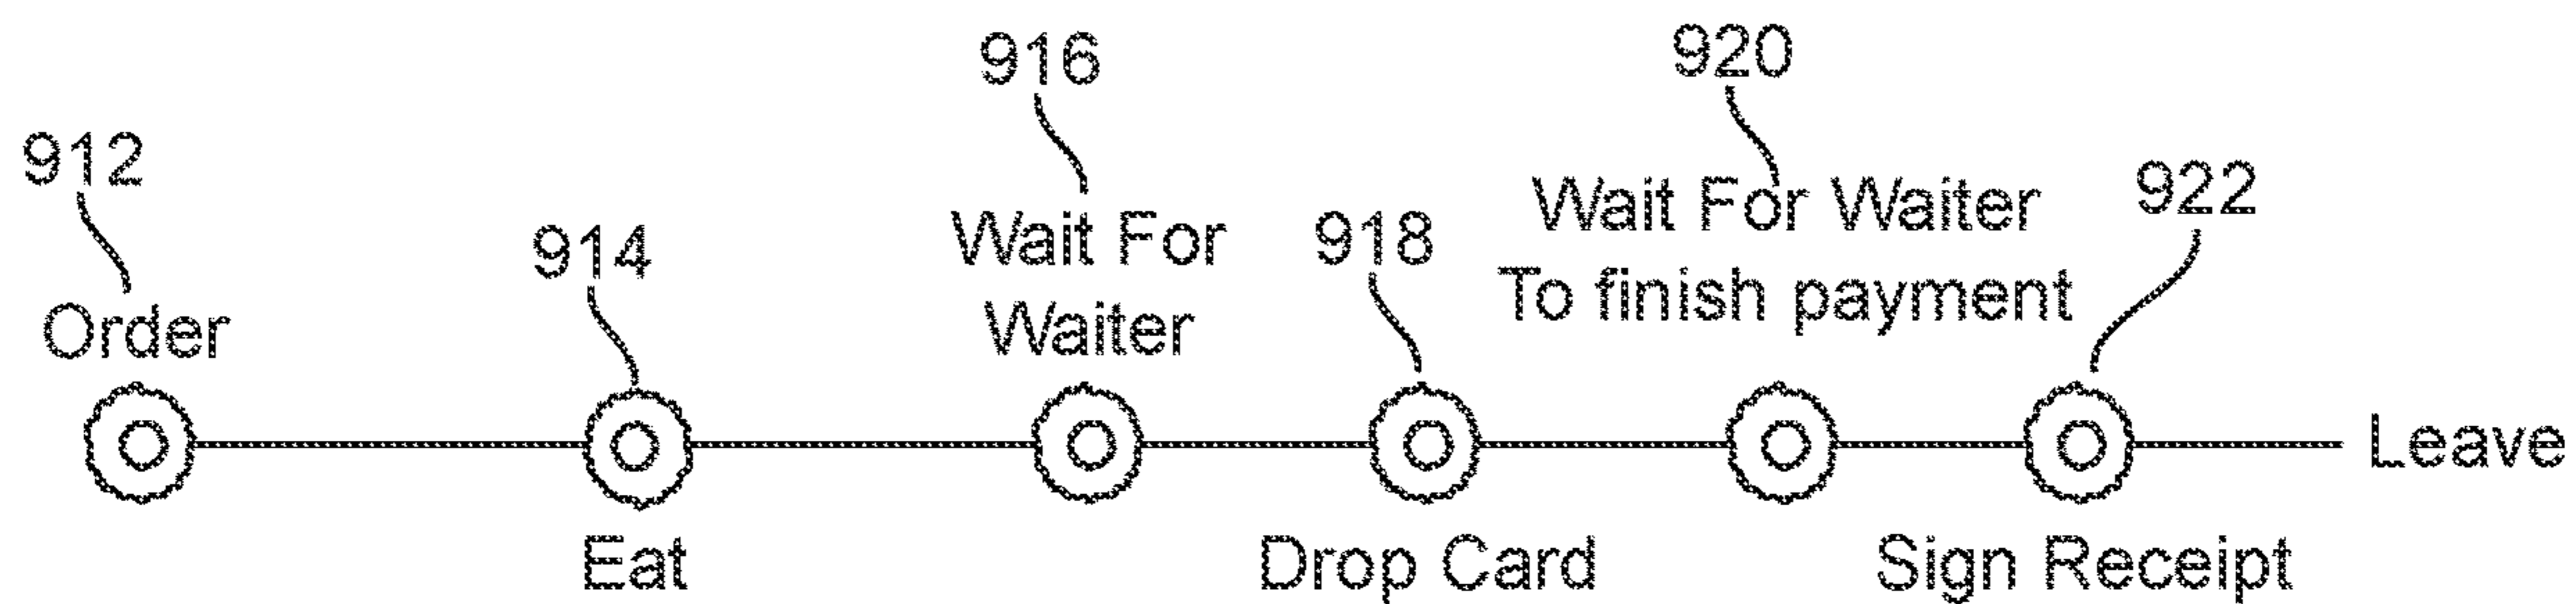 912
Order
914
Eat
916
Wait For
Waiter
918
Drop Card
920
Wait For Waiter
To finish payment
922
Sign Receipt
Leave